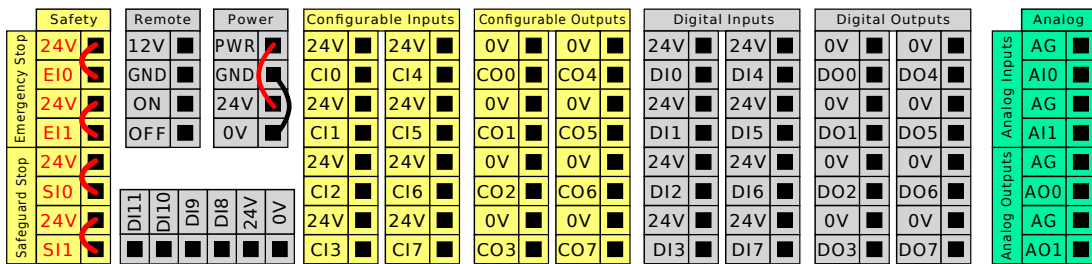 Safety
Emergency Stop
24V
EI0
24V
EI1
Safeguard Stop
24V
SI0
24V
SI1
Remote
12V
GND
ON
OFF
Power
PWR
GND
24V
0V
DI11 DI10 DI9 DI8 24V 0V
Configurable Inputs
24V 24V
CI0 CI4
24V 24V
CI1 CI5
24V 24V
CI2 CI6
24V 24V
CI3 CI7
Configurable Outputs
0V 0V
CO0 CO4
0V 0V
CO1 CO5
0V 0V
CO2 CO6
0V 0V
CO3 CO7
Digital Inputs
24V 24V
DI0 DI4
24V 24V
DI1 DI5
24V 24V
DI2 DI6
24V 24V
DI3 DI7
Digital Outputs
0V 0V
DO0 DO4
0V 0V
DO1 DO5
0V 0V
DO2 DO6
0V 0V
DO3 DO7
Analog
Analog Inputs
AG
AI0
AG
AI1
Analog Outputs
AG
AO0
AG
AO1